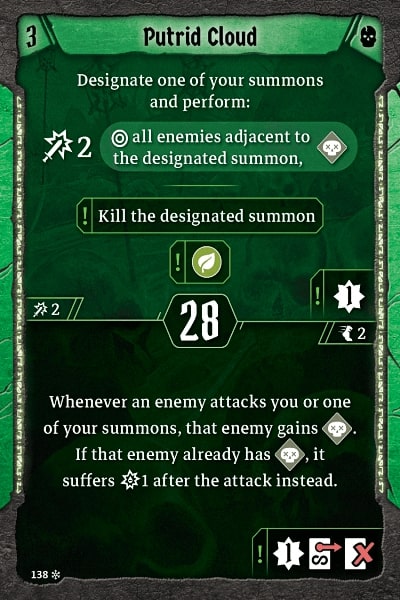 3 Putrid Cloud
Designate one of your summons
and perform:
2 all enemies adjacent to
the designated summon,
! Kill the designated summon
!
! 1
2 28 2
Whenever an enemy attacks you or one
of your summons, that enemy gains .
If that enemy already has , it
suffers 1 after the attack instead.
! 1 S
138